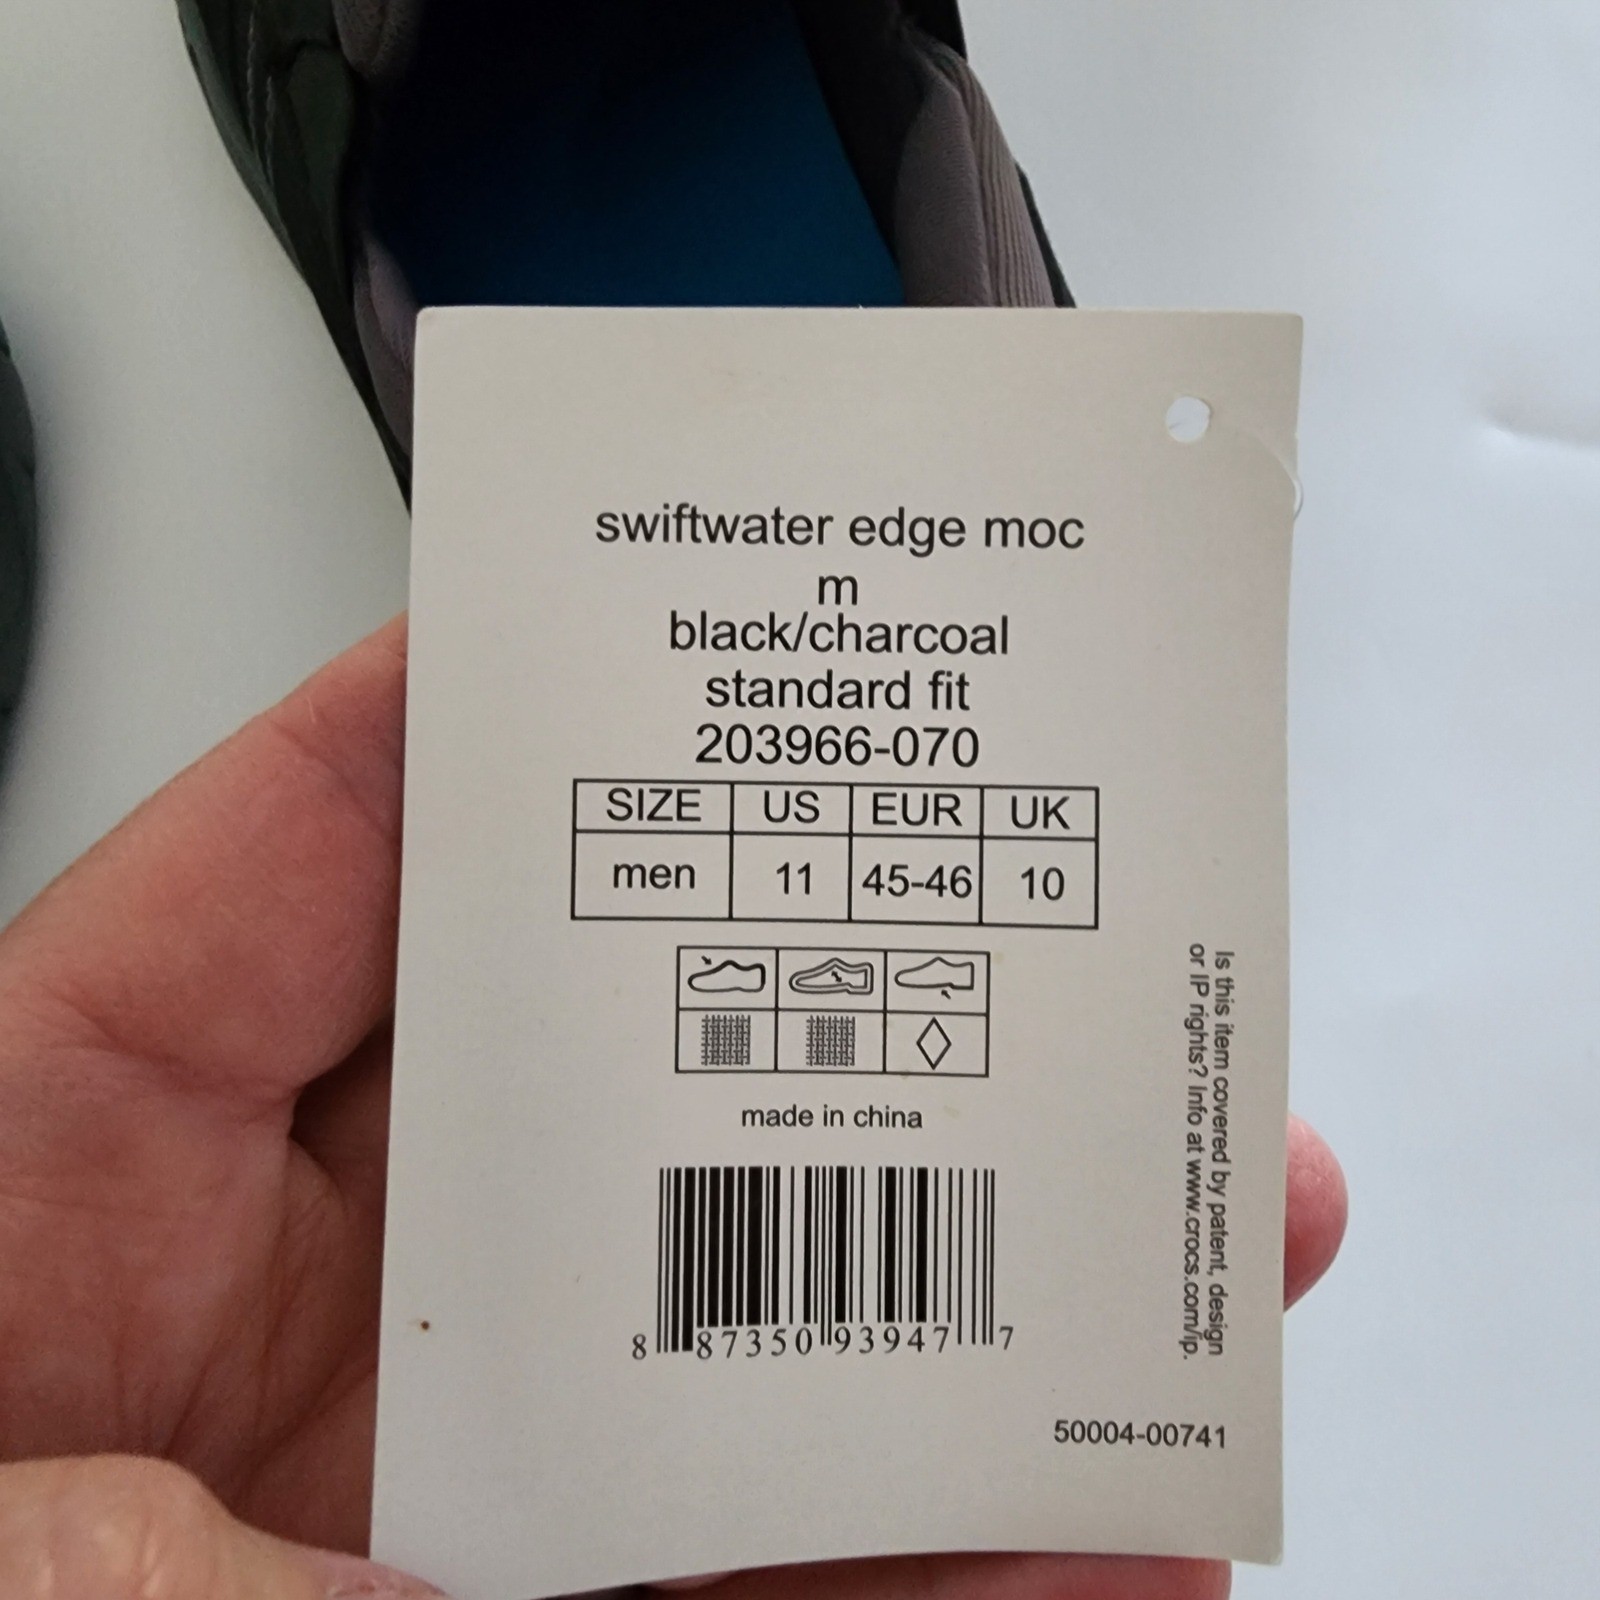 swiftwater edge moc
m
black/charcoal
standard fit
203966-070
SIZE US EUR UK
men 11 45-46 10
made in china
8 87350 93947 7
Is this item covered by patent, design
or IP rights? Info at www.crocs.com/ip.
50004-00741